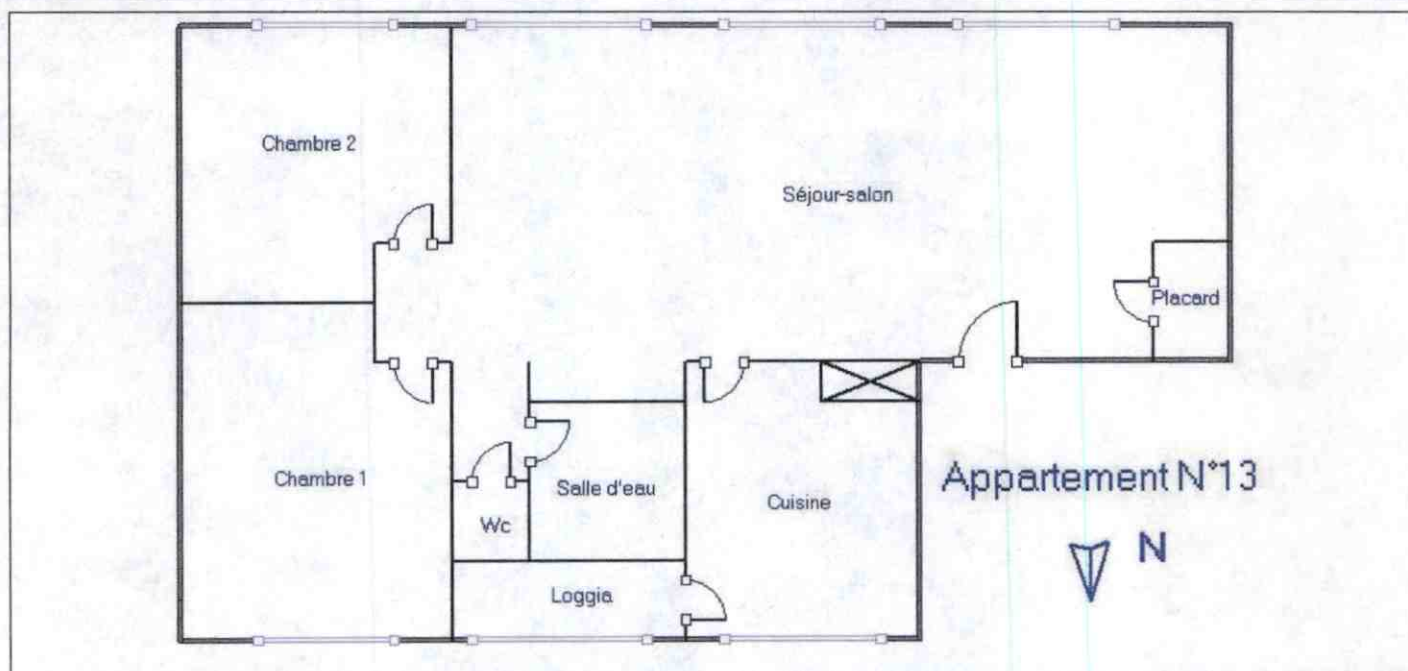 Chambre 2
Séjour-salon
Placard
Chambre 1
Salle d'eau
Cuisine
Wc
Loggia
Appartement N°13
N